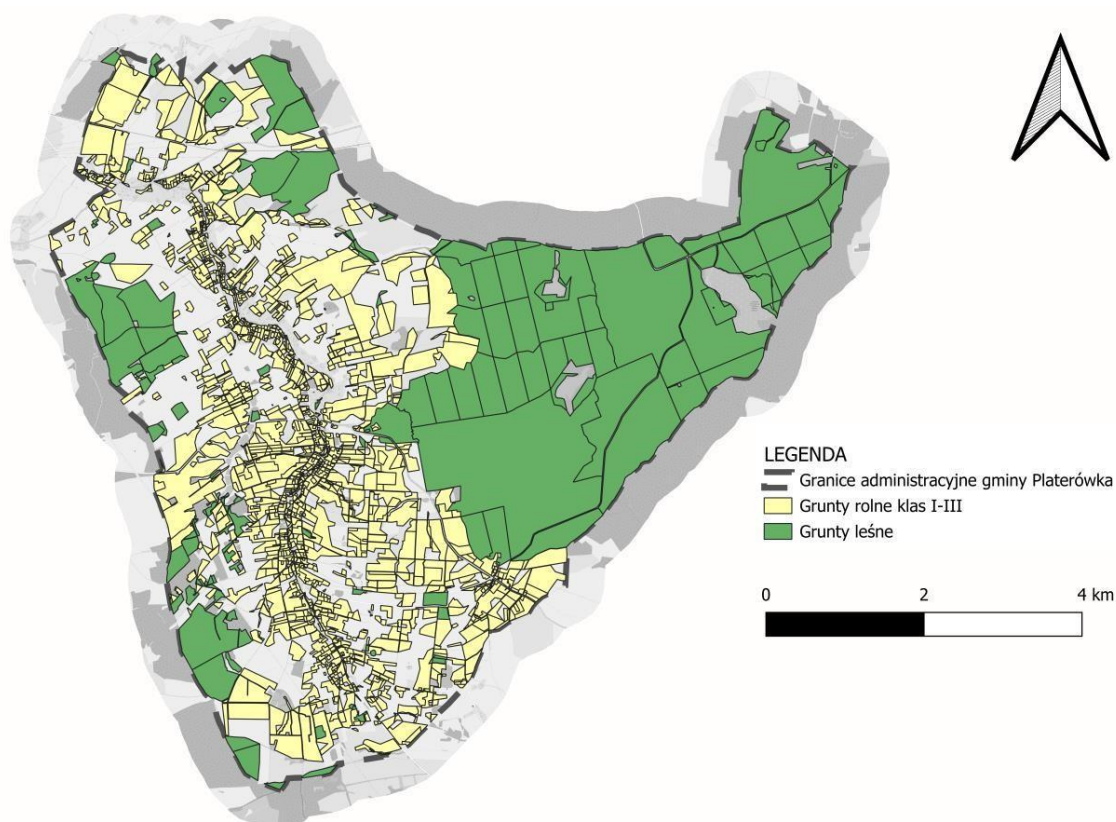 LEGENDA
Granice administracyjne gminy Platerówka
Grunty rolne klas I-III
Grunty leśne
0 2 4 km